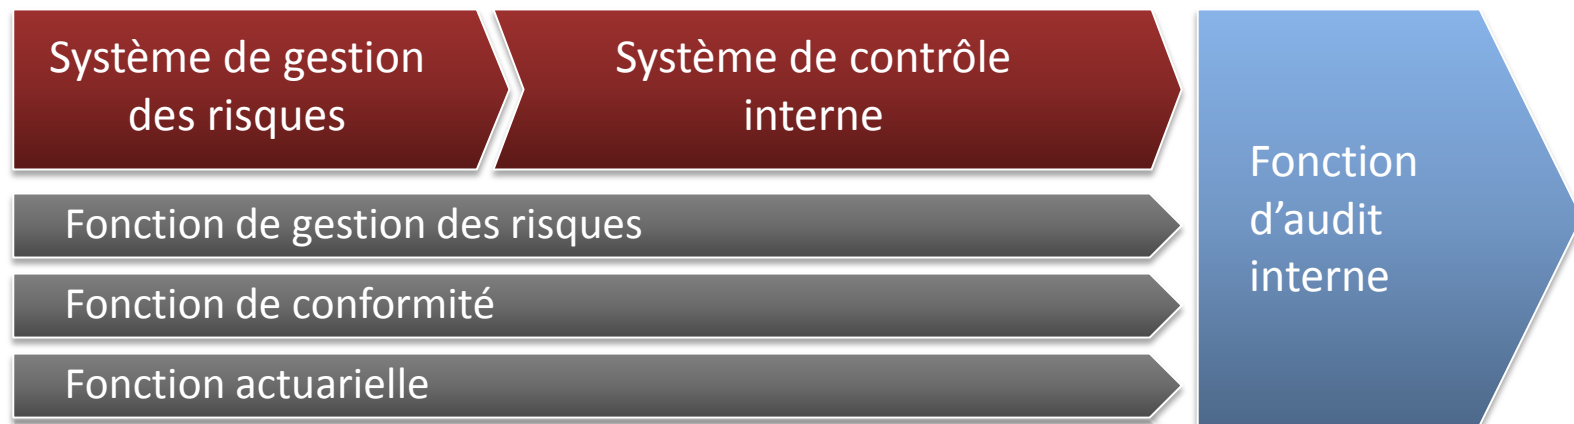 Système de gestion
des risques
Système de contrôle
interne
Fonction de gestion des risques
Fonction de conformité
Fonction actuarielle
Fonction
d’audit
interne